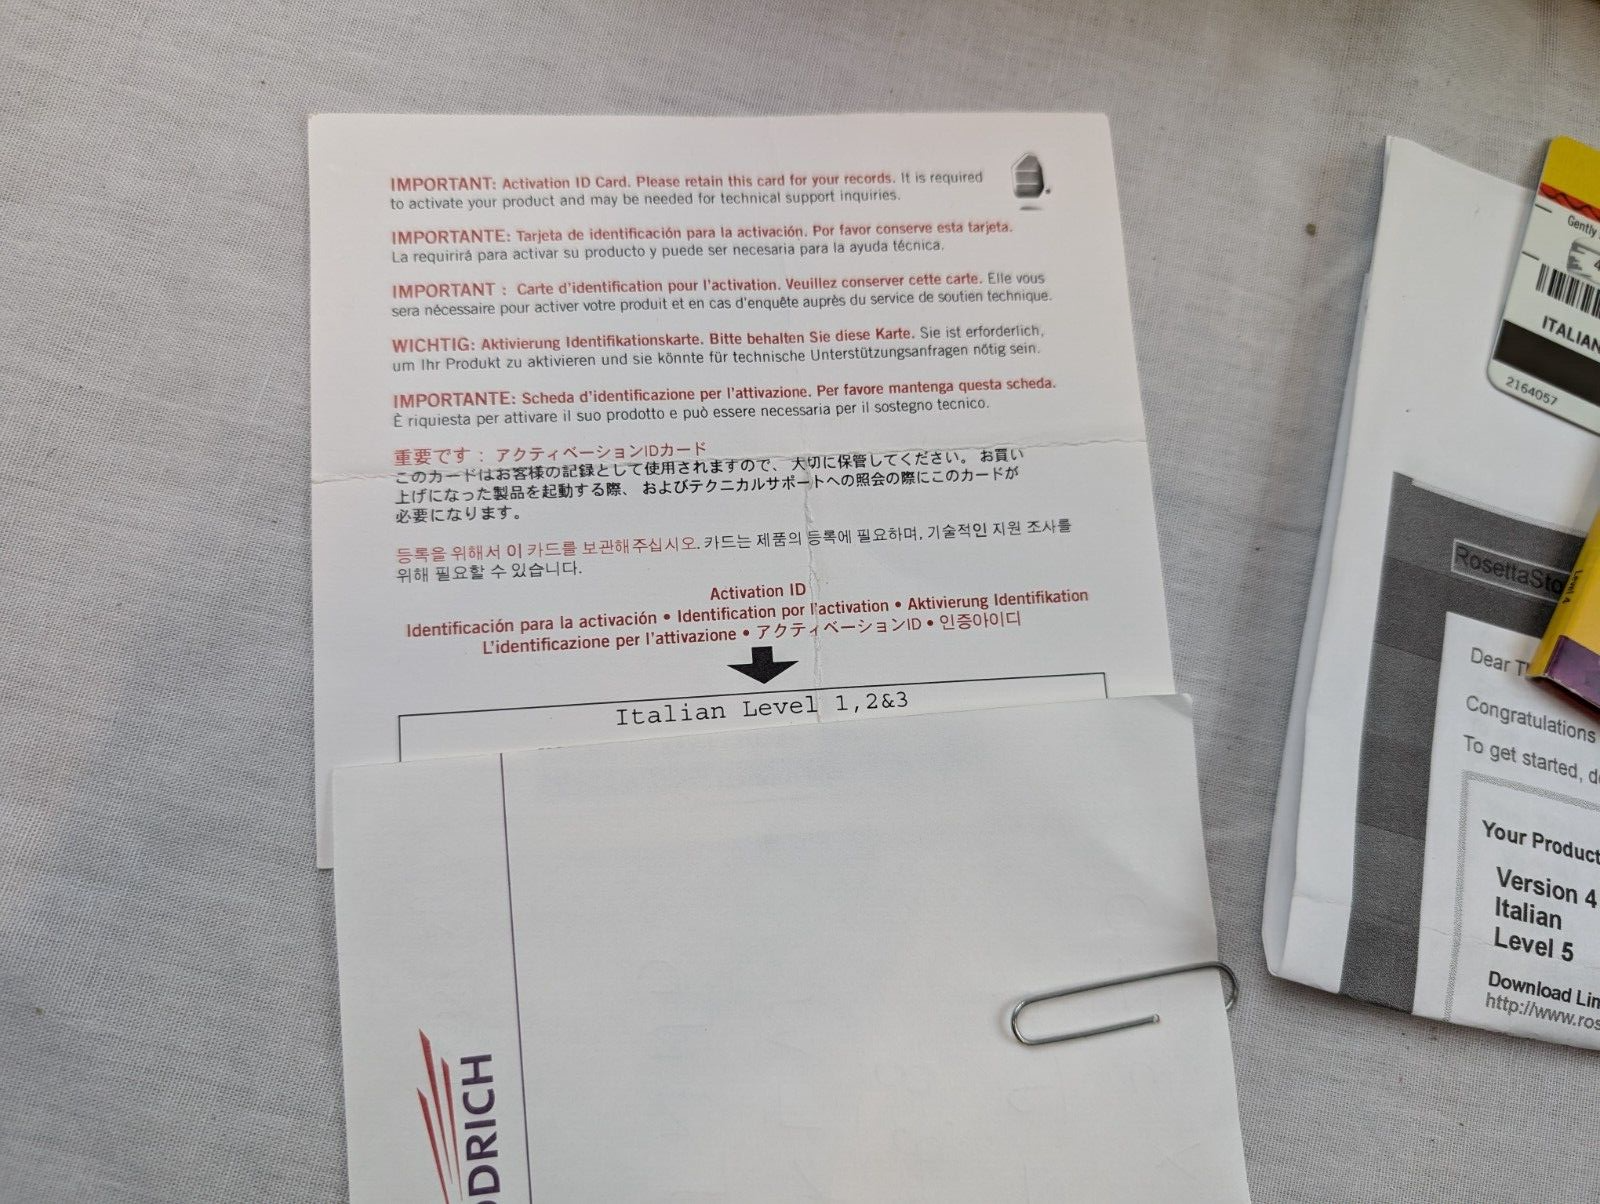 IMPORTANT: Activation ID Card. Please retain this card for your records. It is required
to activate your product and may be needed for technical support inquiries.
IMPORTANTE: Tarjeta de identificación para la activación. Por favor conserve esta tarjeta.
La requirirá para activar su producto y puede ser necesaria para la ayuda técnica.
IMPORTANT : Carte d'identification pour l'activation. Veuillez conserver cette carte. Elle vous
sera nécessaire pour activer votre produit et en cas d'enquête auprès du service de soutien technique.
WICHTIG: Aktivierung Identifikationskarte. Bitte behalten Sie diese Karte. Sie ist erforderlich,
um Ihr Produkt zu aktivieren und sie könnte für technische Unterstützungsanfragen nötig sein.
IMPORTANTE: Scheda d'identificazione per l'attivazione. Per favore mantenga questa scheda.
È riquiesta per attivare il suo prodotto e può essere necessaria per il sostegno tecnico.
重要です： アクティベーションIDカード
このカードはお客様の記録として使用されますので、 大切に保管してください。 お買い
上げになった製品を起動する際、 およびテクニカルサポートへの照会の際にこのカードが
必要になります。
등록을 위해서 이 카드를 보관해주십시오. 카드는 제품의 등록에 필요하며, 기술적인 지원 조사를
위해 필요할 수 있습니다.
Activation ID
Identificación para la activación • Identification por l'activation • Aktivierung Identifikation
L'identificazione per l'attivazione • アクティベーションID • 인증아이디
Italian Level 1,2&3
DRICH
Gently
4
ITALIAN
2164057
Level 4
RosettaSto
Dear T
Congratulations
To get started, d
Your Product
Version 4
Italian
Level 5
Download Lin
http://www.ros